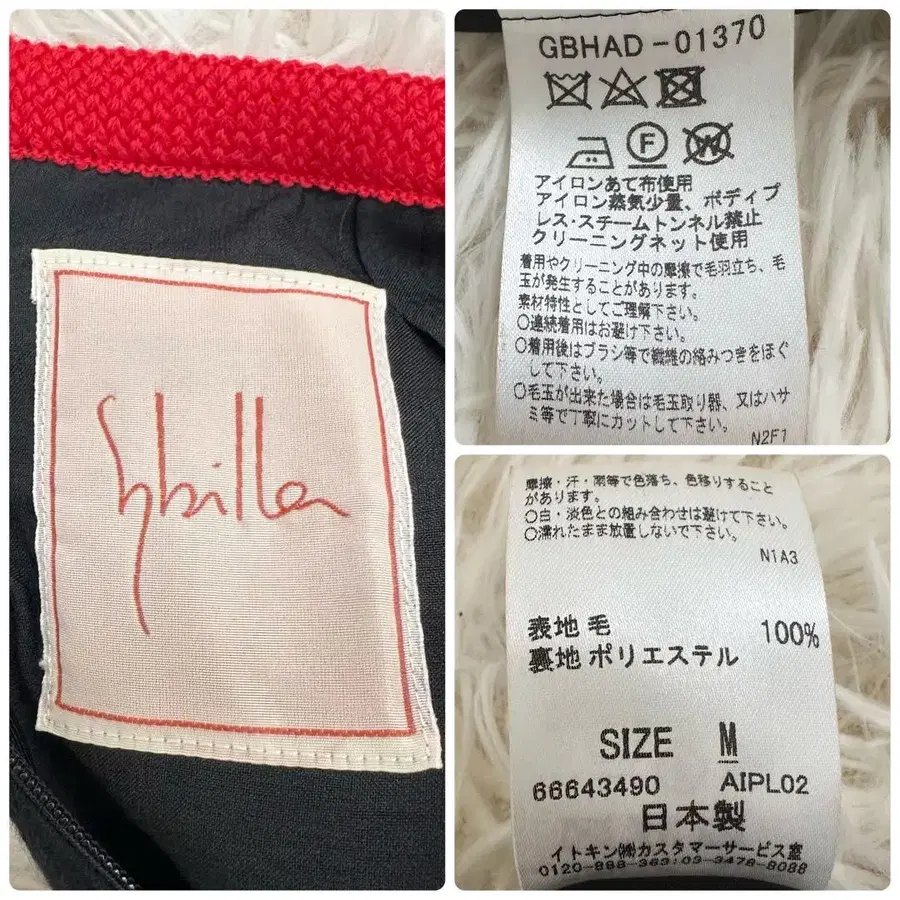 Sybilla
GBHAD-01370
F
W
アイロンあて布使用
アイロン蒸気少量、ボディプ
レス・スチームトンネル禁止
クリーニングネット使用
着用やクリーニング中の摩擦で毛羽立ち、毛
玉が発生することがあります。
素材特性としてご理解下さい。
○連続着用はお避け下さい。
○着用後はブラシ等で繊維の絡みつきをほぐ
して下さい。
○毛玉が出来た場合は毛玉取り器、又はハサ
ミ等で丁寧にカットして下さい。
N2F1
摩擦・汗・雨等で色落ち、色移りすること
があります。
○白・淡色との組み合わせは避けて下さい。
○濡れたまま放置しないで下さい。
N1A3
表地 毛 100%
裏地 ポリエステル
SIZE M
66643490 AIPL02
日本製
イトキン㈱カスタマーサービス室
0120-888-363:03-3478-8088